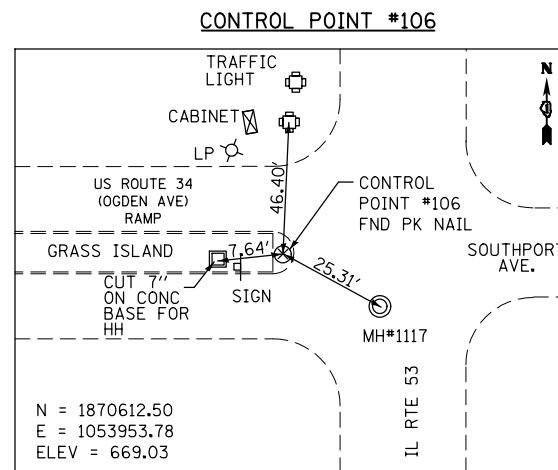 CONTROL POINT #106
TRAFFIC
LIGHT
N
CABINET
LP
46.40'
US ROUTE 34
(OGDEN AVE)
RAMP
CONTROL
POINT #106
FND PK NAIL
GRASS ISLAND
7.64'
25.31'
SOUTHPORT
AVE.
CUT 7"
ON CONC
BASE FOR
HH
SIGN
MH#1117
IL RTE 53
N = 1870612.50
E = 1053953.78
ELEV = 669.03